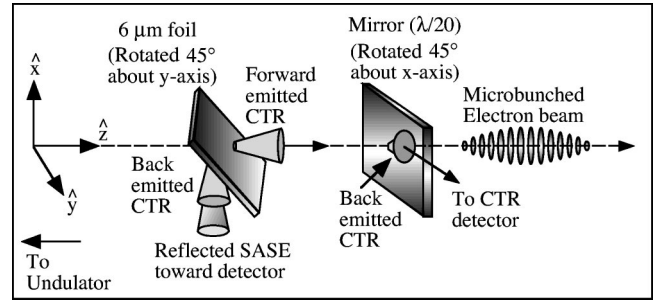 6 μm foil
(Rotated 45°
about y-axis)
Mirror (λ/20)
(Rotated 45°
about x-axis)
Forward
emitted
CTR
Microbunched
Electron beam
x̂
ẑ
ŷ
Back
emitted
CTR
Back
emitted
CTR
To CTR
detector
Reflected SASE
toward detector
To
Undulator